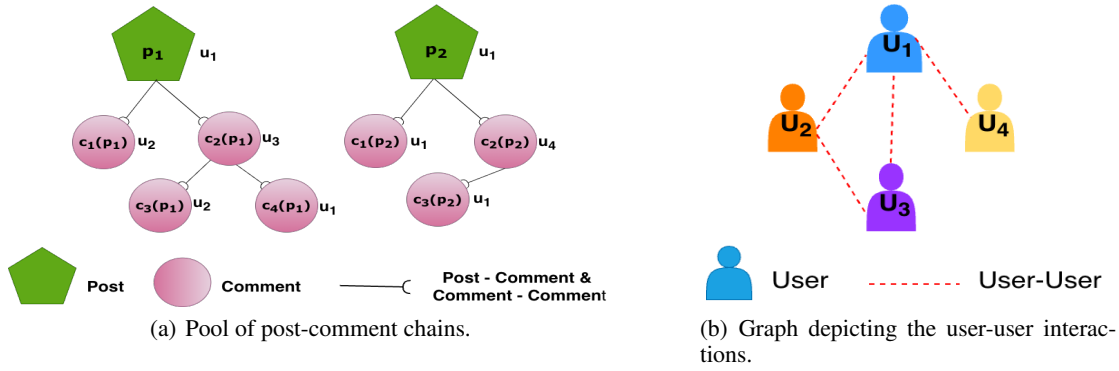 p1 u1
c1(p1) u2
c2(p1) u3
c3(p1) u2
c4(p1) u1
p2 u1
c1(p2) u1
c2(p2) u4
c3(p2) u1
Post
Comment
Post - Comment &
Comment - Comment
(a) Pool of post-comment chains.
U1
U2
U4
U3
User
User-User
(b) Graph depicting the user-user interac-
tions.